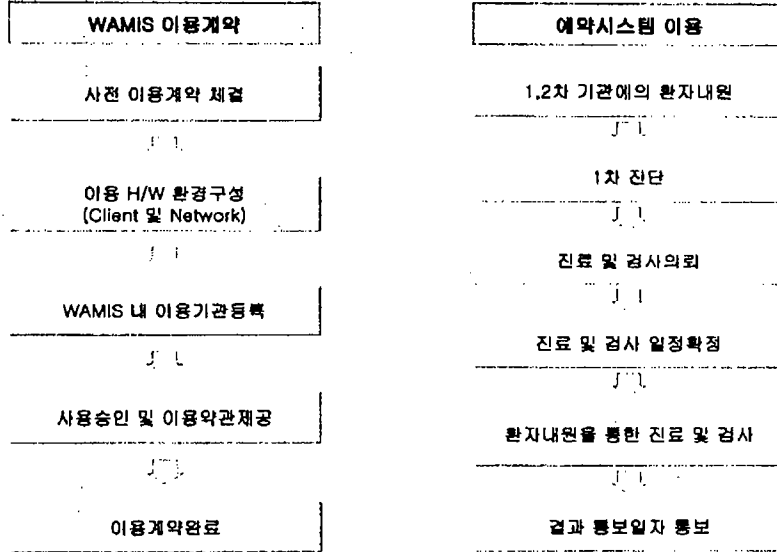 WAMIS 이용계약
사전 이용계약 체결
이용 H/W 환경구성
(Client 및 Network)
WAMIS 내 이용기관등록
사용승인 및 이용약관제공
이용계약완료
예약시스템 이용
1,2차 기관에의 환자내원
1차 진단
진료 및 검사의뢰
진료 및 검사 일정확정
환자내원을 통한 진료 및 검사
결과 통보일자 통보